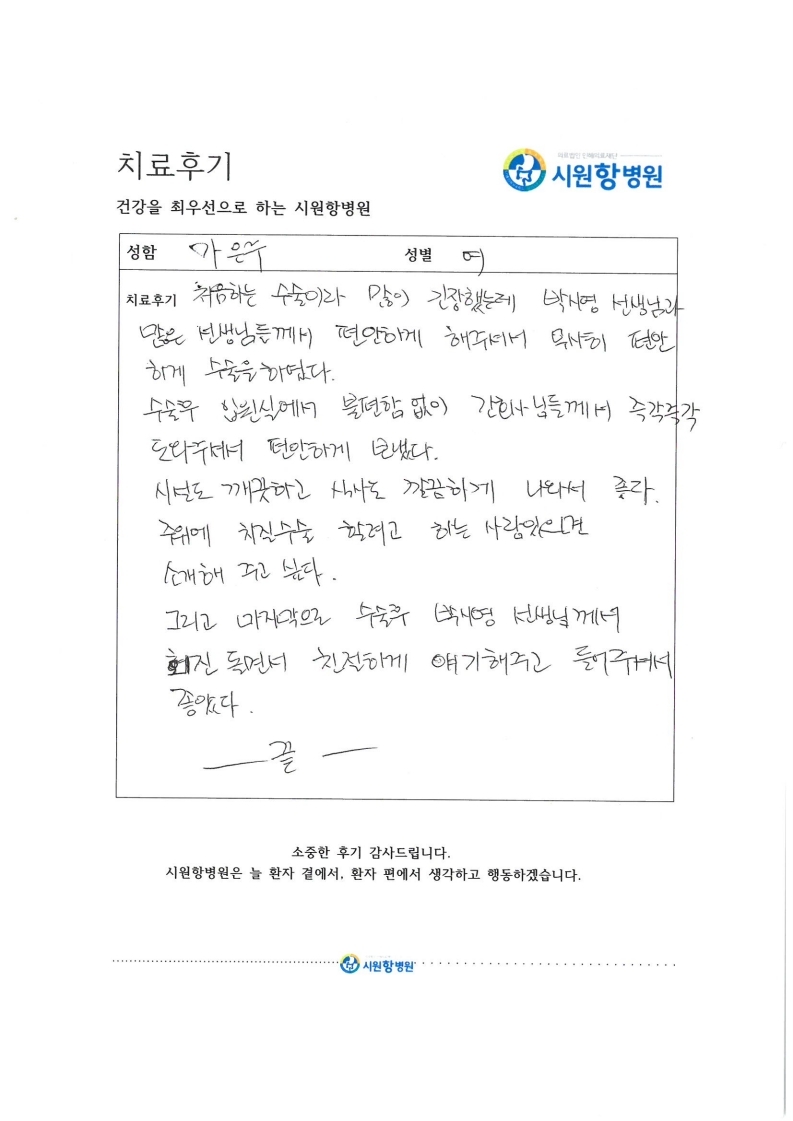 치료후기
의료법인 인체의료재단
시원항병원
건강을 최우선으로 하는 시원항병원
성함 가은수 성별 여
치료후기 처음하는 수술이라 많이 긴장했는데 박시영 선생님과
많은 선생님들께서 편안하게 해주셔서 무사히 편안
하게 수술을 하였다.
수술후 입원실에서 불편함 없이 간호사님들께서 즉각즉각
도와주셔서 편안하게 보냈다.
시설도 깨끗하고 식사도 깔끔하게 나와서 좋다.
주위에 치질수술 할려고 하는 사람있으면
소개해 주고 싶다.
그리고 마지막으로 수술후 박시영 선생님께서
회진 돌면서 친절하게 얘기해주고 들어주셔서
좋았다.
끝
소중한 후기 감사드립니다.
시원항병원은 늘 환자 곁에서, 환자 편에서 생각하고 행동하겠습니다.
시원항병원